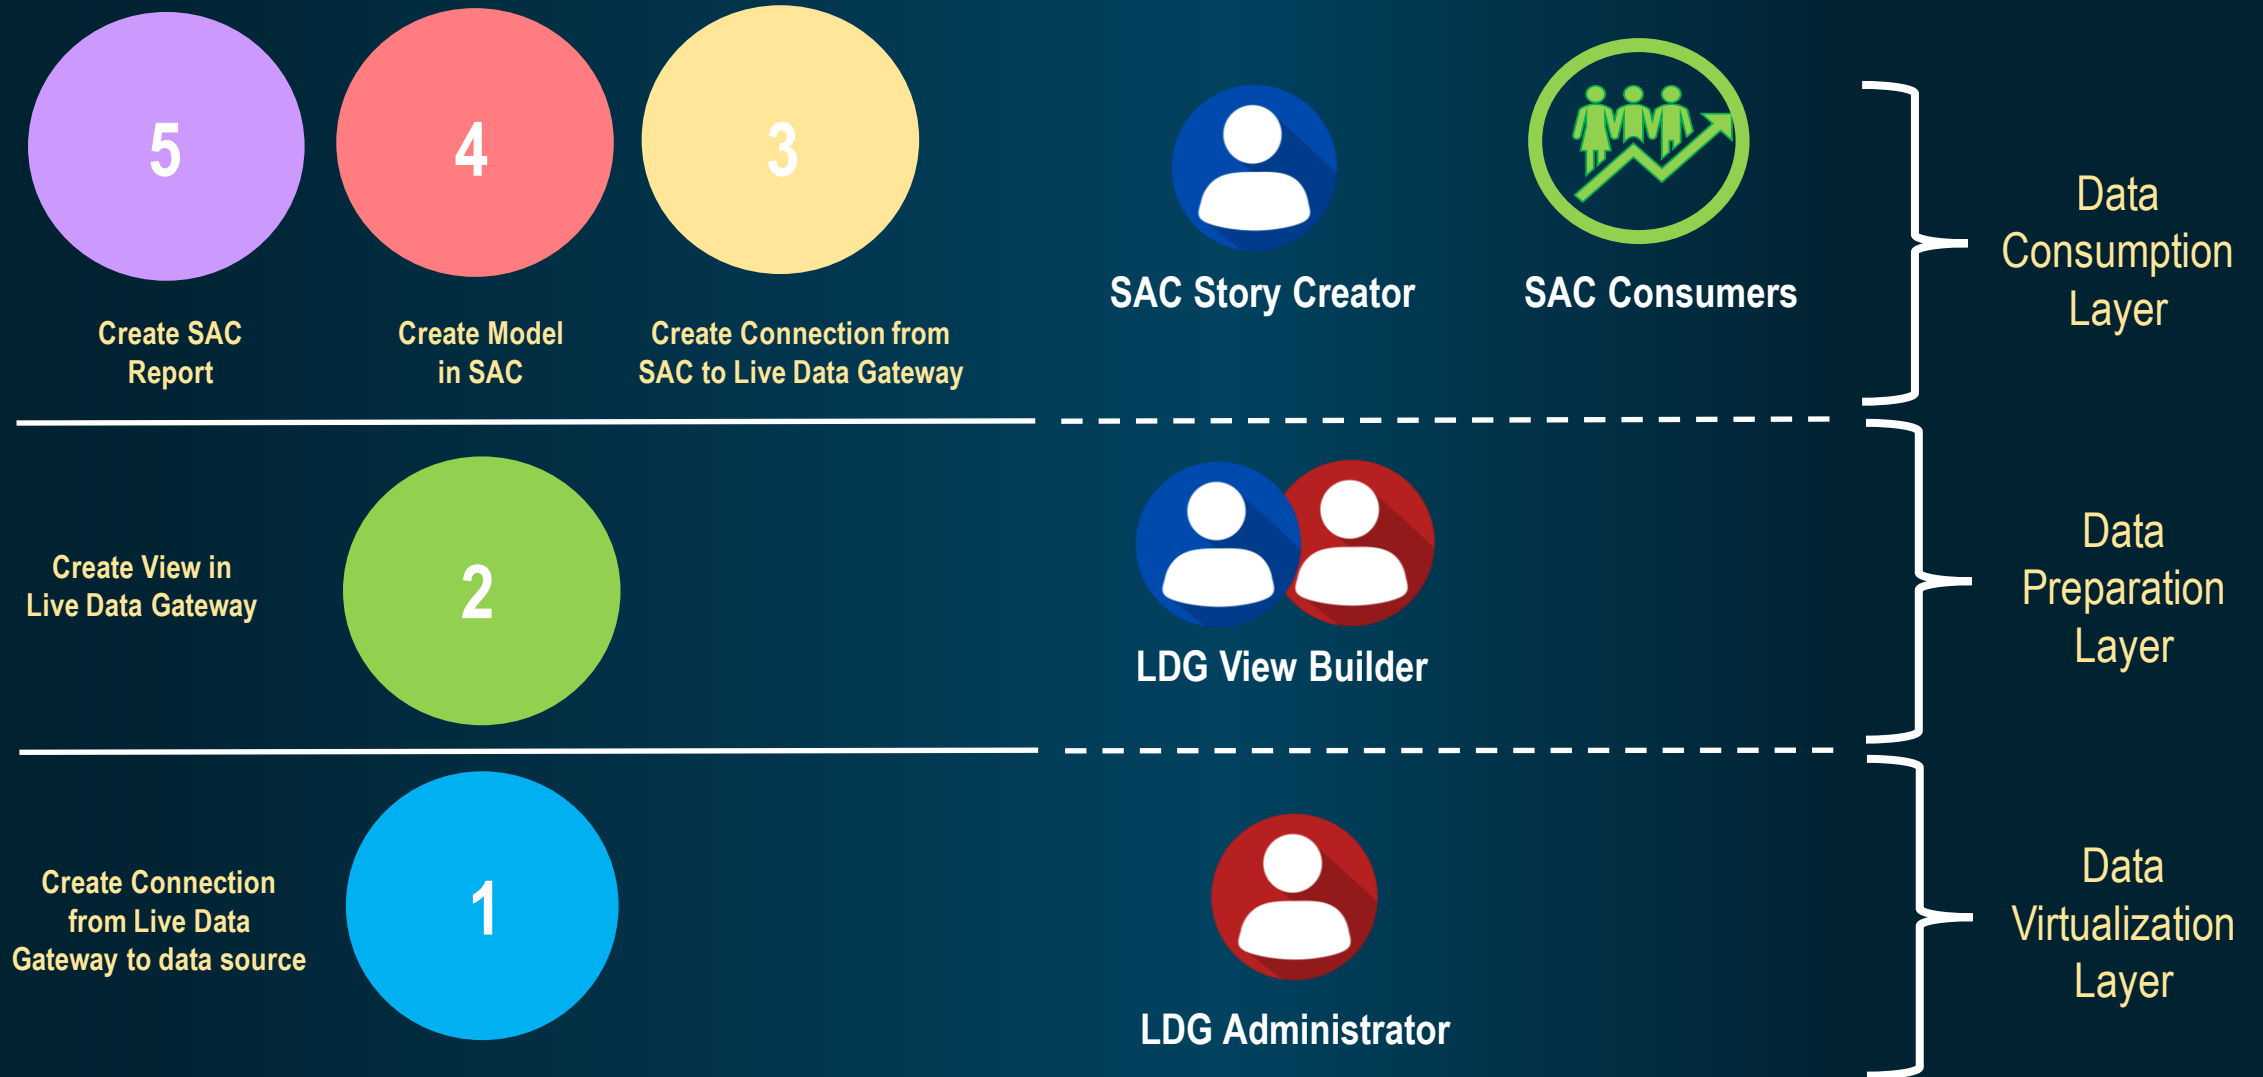 5
4
3
Create SAC
Report
Create Model
in SAC
Create Connection from
SAC to Live Data Gateway
SAC Story Creator
SAC Consumers
Data
Consumption
Layer
Create View in
Live Data Gateway
2
LDG View Builder
Data
Preparation
Layer
Create Connection
from Live Data
Gateway to data source
1
LDG Administrator
Data
Virtualization
Layer